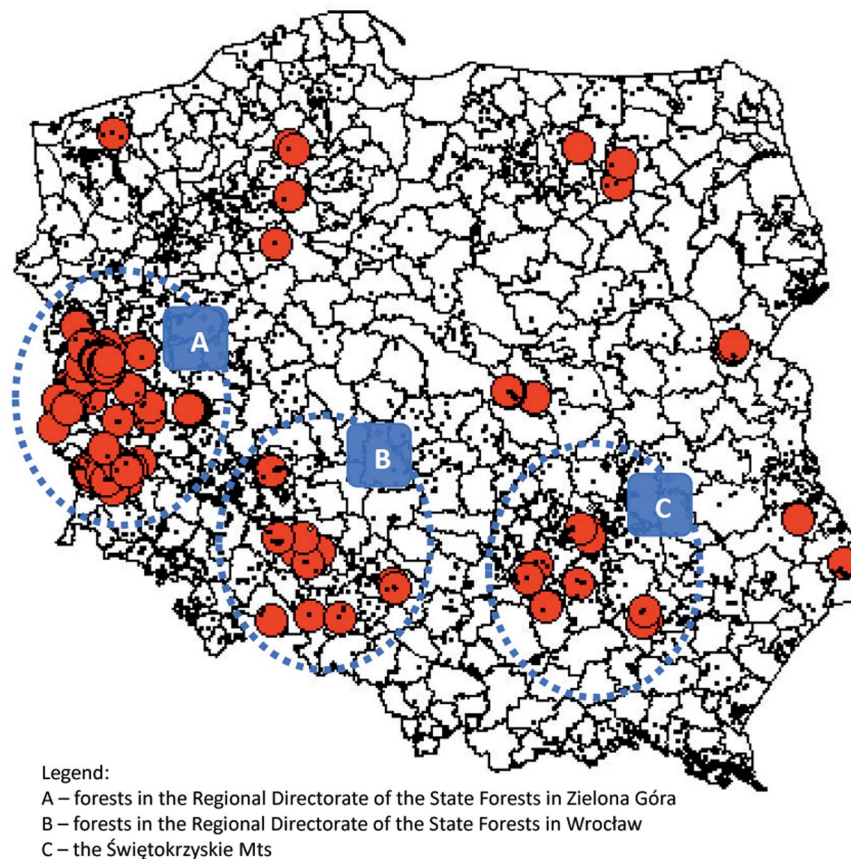 A
B
C
Legend:
A – forests in the Regional Directorate of the State Forests in Zielona Góra
B – forests in the Regional Directorate of the State Forests in Wrocław
C – the Świętokrzyskie Mts